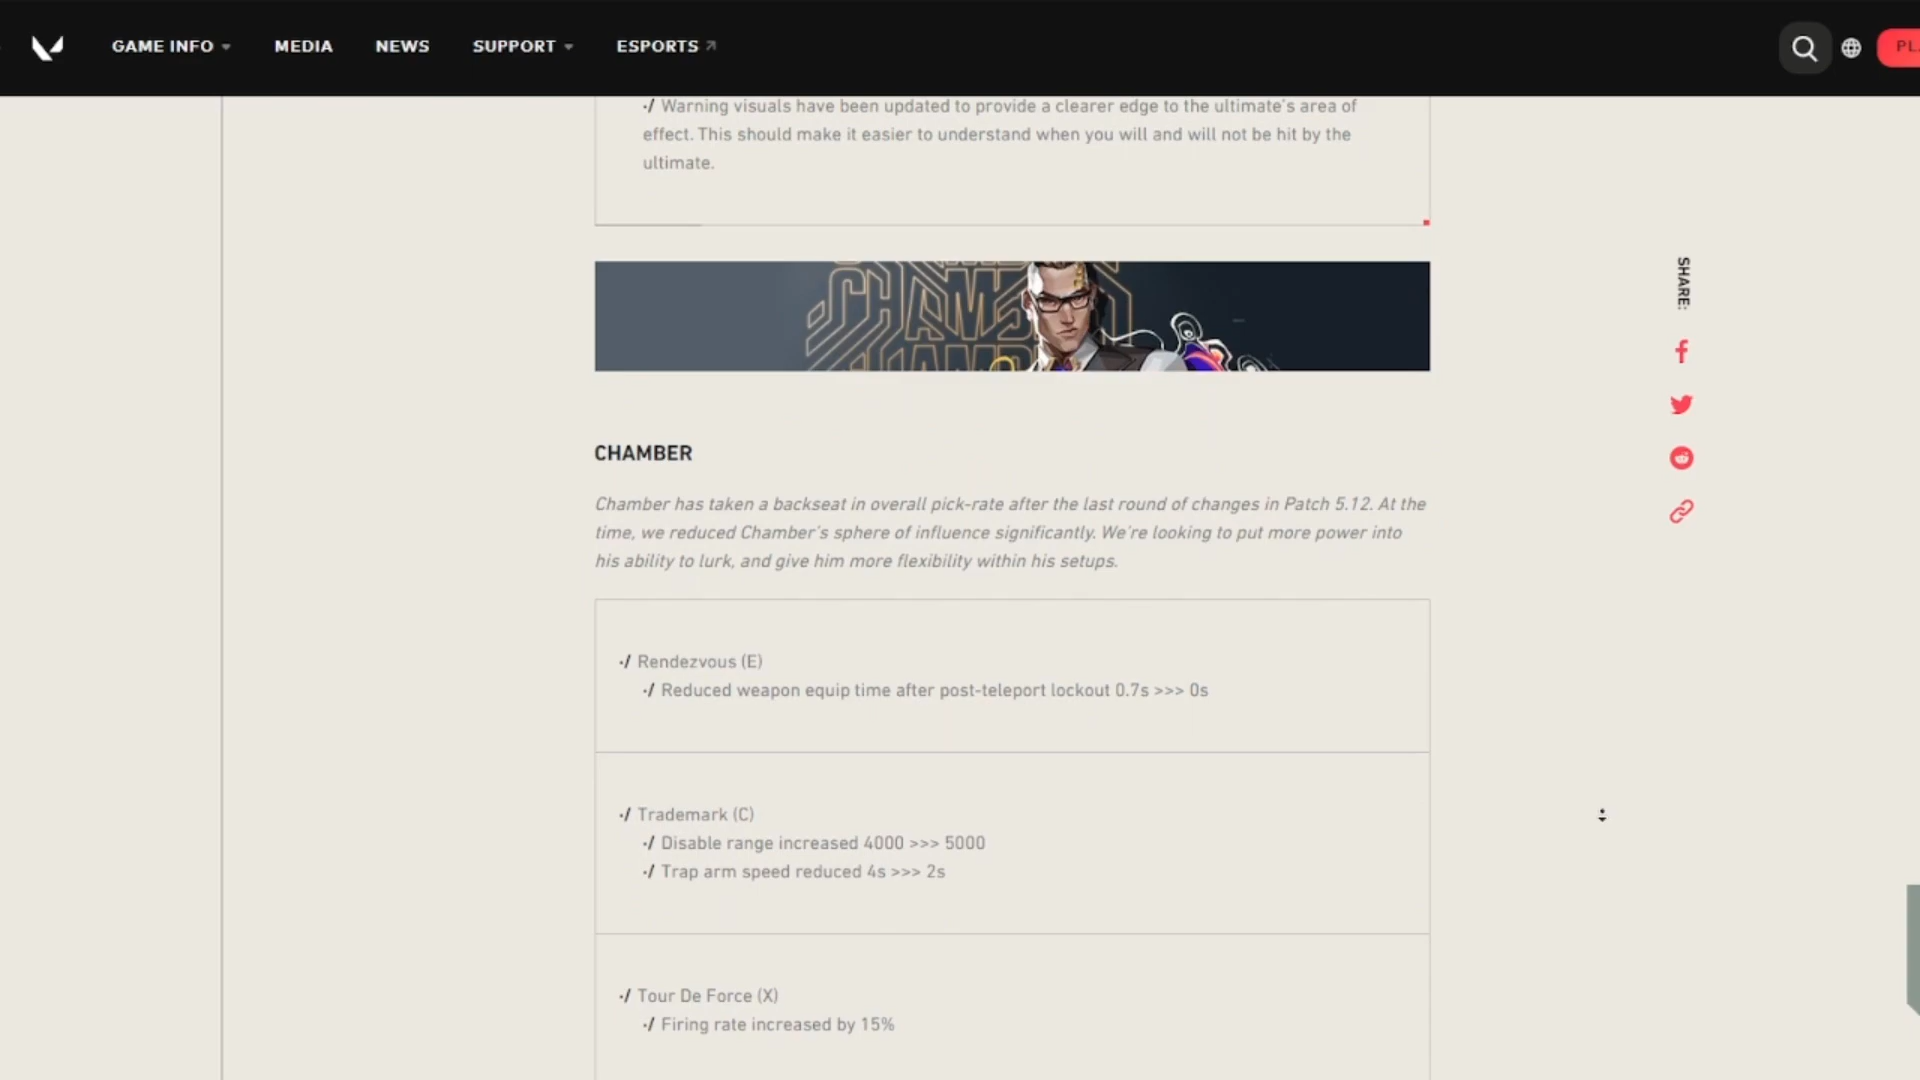 GAME INFO
MEDIA
NEWS
SUPPORT
ESPORTS
·/ Warning visuals have been updated to provide a clearer edge to the ultimate's area of
effect. This should make it easier to understand when you will and will not be hit by the
ultimate.
CHAMBER
SHARE:
CHAMBER
Chamber has taken a backseat in overall pick-rate after the last round of changes in Patch 5.12. At the
time, we reduced Chamber's sphere of influence significantly. We're looking to put more power into
his ability to lurk, and give him more flexibility within his setups.
·/ Rendezvous (E)
·/ Reduced weapon equip time after post-teleport lockout 0.7s >>> 0s
·/ Trademark (C)
·/ Disable range increased 4000 >>> 5000
·/ Trap arm speed reduced 4s >>> 2s
·/ Tour De Force (X)
·/ Firing rate increased by 15%